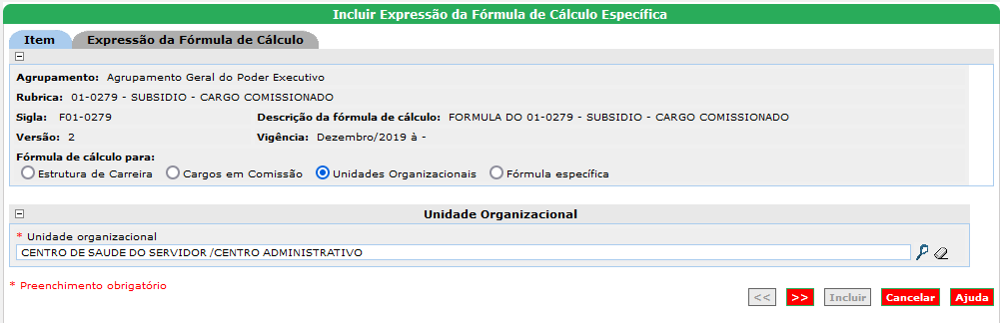 Incluir Expressão da Fórmula de Cálculo Específica
Item Expressão da Fórmula de Cálculo
Agrupamento: Agrupamento Geral do Poder Executivo
Rubrica: 01-0279 - SUBSIDIO - CARGO COMISSIONADO
Sigla: F01-0279 Descrição da fórmula de cálculo: FORMULA DO 01-0279 - SUBSIDIO - CARGO COMISSIONADO
Versão: 2 Vigência: Dezembro/2019 à -
Fórmula de cálculo para:
Estrutura de Carreira Cargos em Comissão Unidades Organizacionais Fórmula específica
Unidade Organizacional
* Unidade organizacional
CENTRO DE SAUDE DO SERVIDOR /CENTRO ADMINISTRATIVO
* Preenchimento obrigatório
<< >> Incluir Cancelar Ajuda